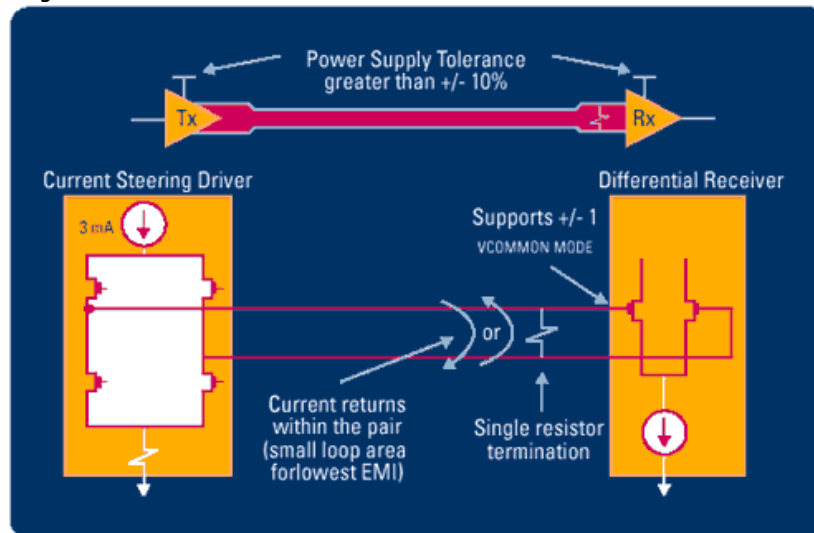 Power Supply Tolerance
greater than +/- 10%
Tx
Rx
Current Steering Driver
Differential Receiver
3 mA
Supports +/- 1
VCOMMON MODE
or
Current returns
within the pair
(small loop area
forlowest EMI)
Single resistor
termination